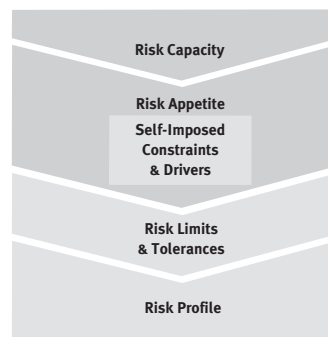 Risk Capacity
Risk Appetite
Self-Imposed
Constraints
& Drivers
Risk Limits
& Tolerances
Risk Profile